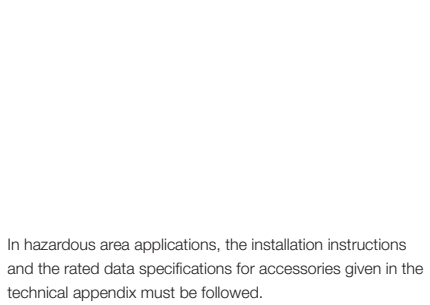 In hazardous area applications, the installation instructions
and the rated data specifications for accessories given in the
technical appendix must be followed.